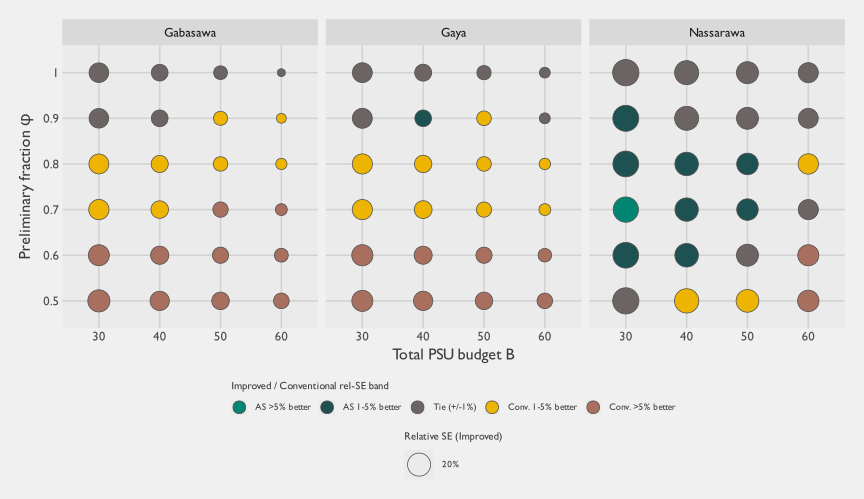 Gabasawa Gaya Nassarawa
Preliminary fraction φ
1
0.9
0.8
0.7
0.6
0.5
30 40 50 60 30 40 50 60 30 40 50 60
Total PSU budget B
Improved / Conventional rel-SE band
AS >5% better AS 1-5% better Tie (+/-1%) Conv. 1-5% better Conv. >5% better
Relative SE (Improved)
20%